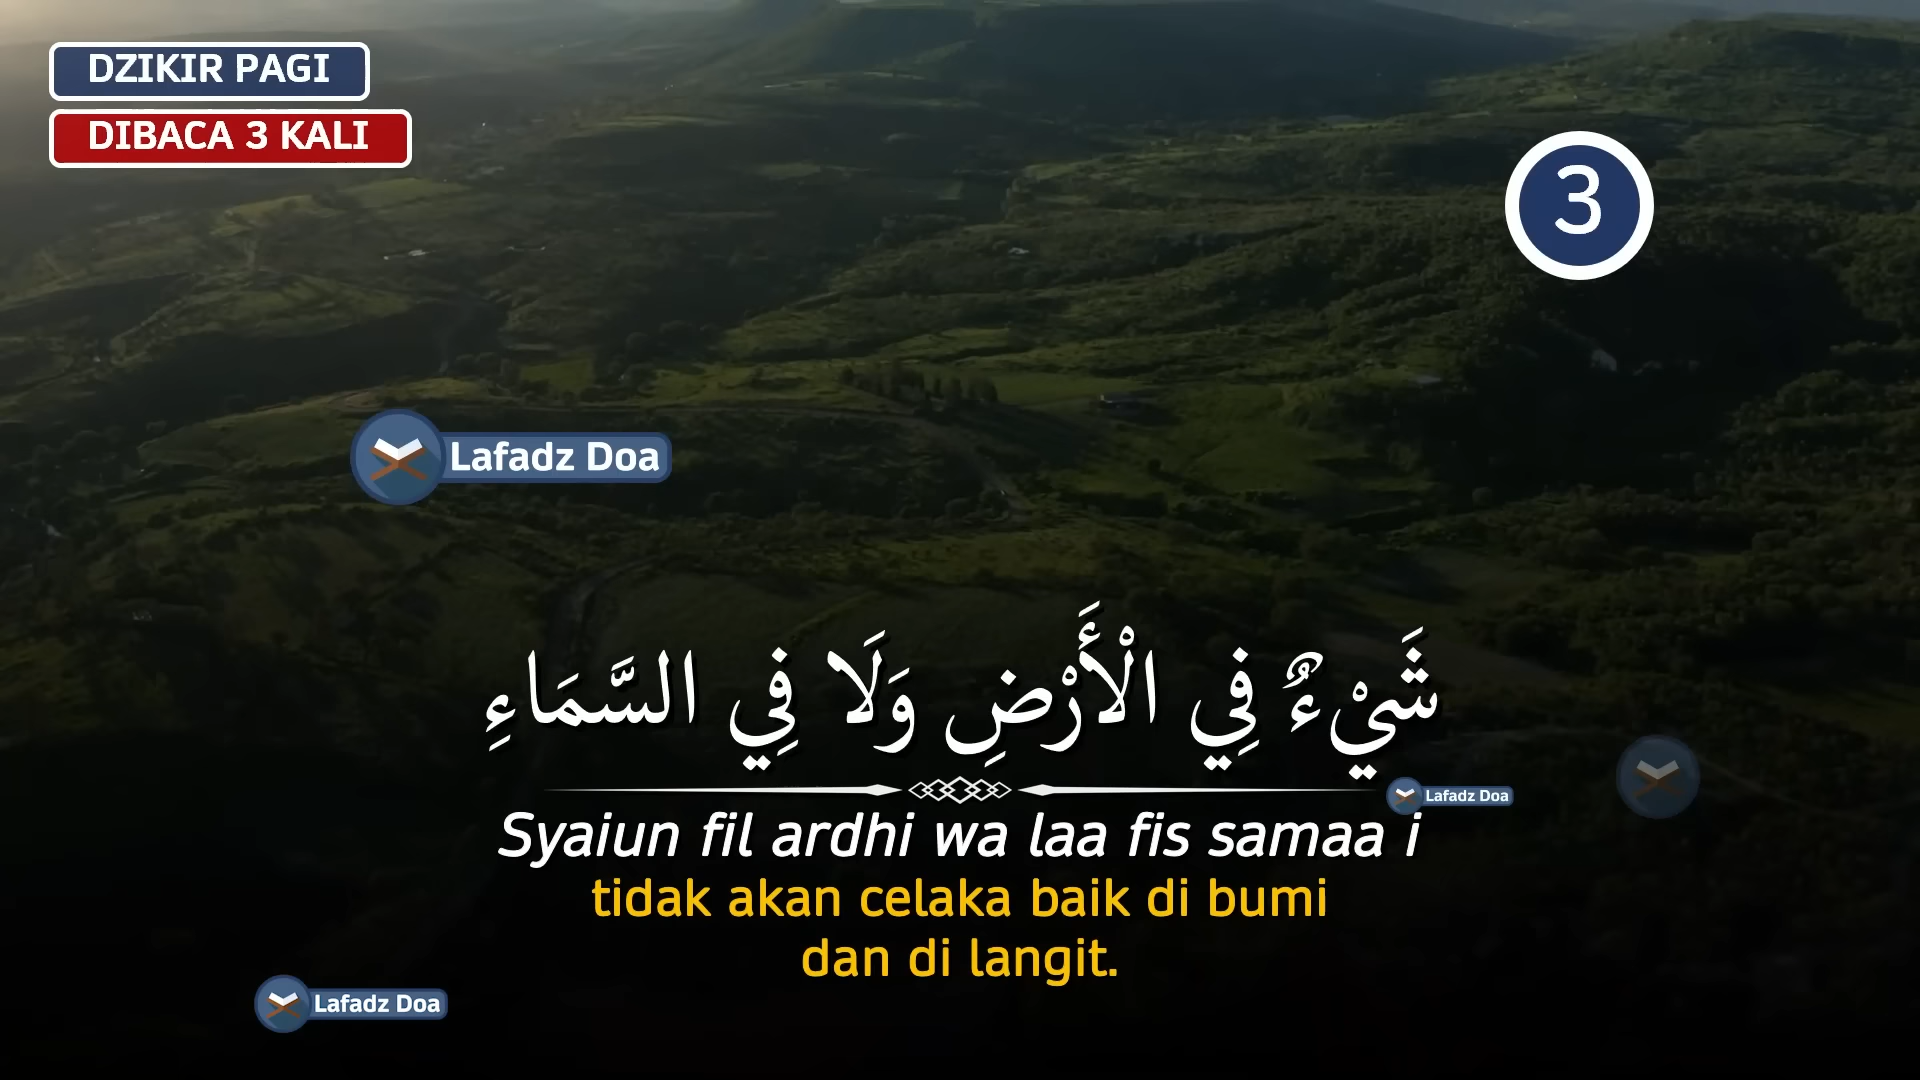 DZIKIR PAGI
DIBACA 3 KALI
3
Lafadz Doa
شَيْءٌ فِي الْأَرْضِ وَلَا فِي السَّمَاءِ
Lafadz Doa
Syaiun fil ardhi wa laa fis samaa i
tidak akan celaka baik di bumi
dan di langit.
Lafadz Doa